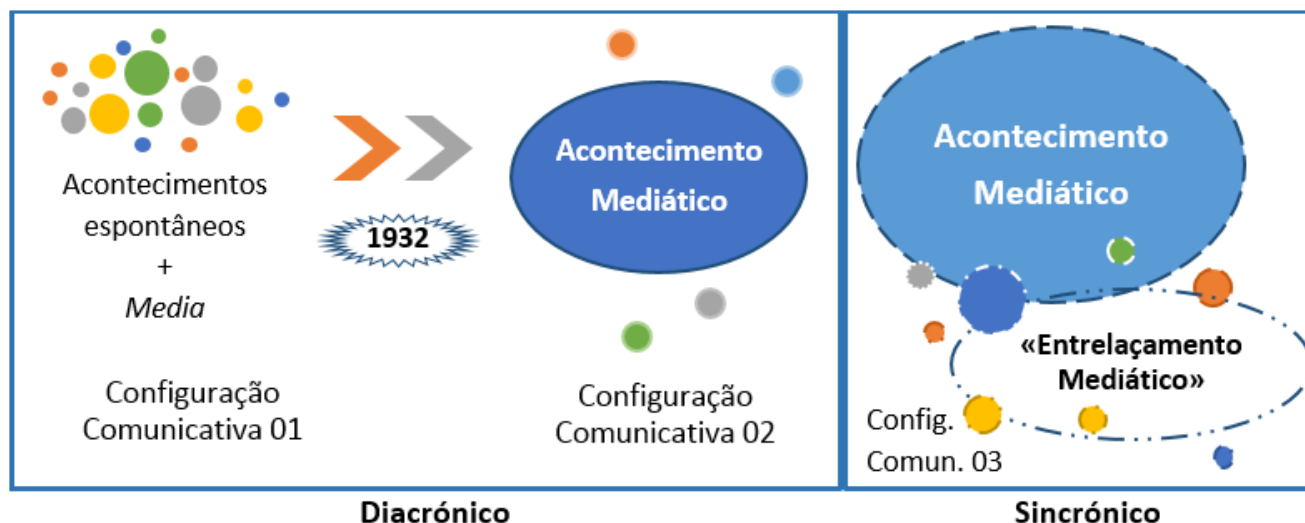 Acontecimentos
espontâneos
+
Media
Configuração
Comunicativa 01
1932
Acontecimento
Mediático
Configuração
Comunicativa 02
Diacrónico
Acontecimento
Mediático
«Entrelaçamento
Mediático»
Config.
Comun. 03
Sincrónico